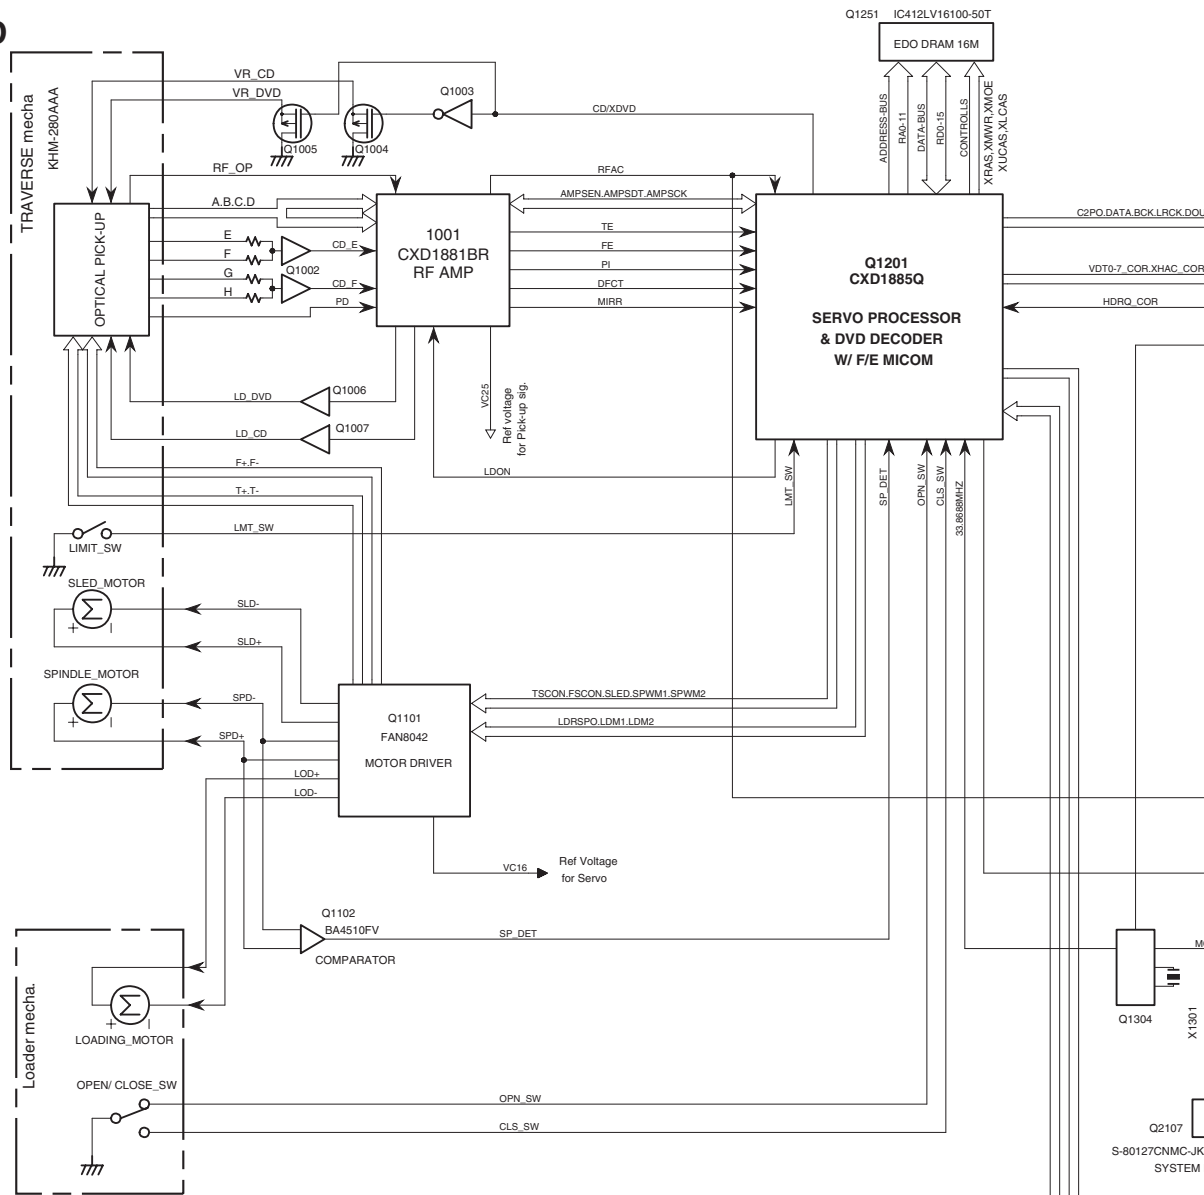 Q1251 IC412LV16100-50T
EDO DRAM 16M
TRAVERSE mecha
KHM-280AAA
VR_CD
VR_DVD
Q1003
Q1005
Q1004
CD/XDVD
ADDRESS-BUS
RA0-11
DATA-BUS
RD0-15
CONTROLLS
XRAS,XMWR,XMOE
XUCAS,XLCAS
RF_OP
RFAC
A.B.C.D
AMPSEN.AMPSDT.AMPSCK
OPTICAL PICK-UP
E
F
G
H
Q1002
CD_E
CD_F
PD
1001
CXD1881BR
RF AMP
TE
FE
PI
DFCT
MIRR
Q1201
CXD1885Q
SERVO PROCESSOR
& DVD DECODER
W/ F/E MICOM
C2PO.DATA.BCK.LRCK.DOU
VDT0-7_COR.XHAC_COR
HDRQ_COR
LD_DVD
Q1006
LD_CD
Q1007
VC25
Ref voltage
for Pick-up sig.
F+.F-
LDON
T+.T-
LMT_SW
SP_DET
OPN_SW
CLS_SW
33.8688MHZ
LMT_SW
LIMIT_SW
SLED_MOTOR
SLD-
+
SLD+
SPINDLE_MOTOR
SPD-
+
SPD+
Q1101
FAN8042
MOTOR DRIVER
TSCON.FSCON.SLED.SPWM1.SPWM2
LDRSPO.LDM1.LDM2
LOD+
LOD-
VC16
Ref Voltage
for Servo
Q1102
BA4510FV
COMPARATOR
SP_DET
Loader mecha.
+
LOADING_MOTOR
Q1304
X1301
OPEN/ CLOSE_SW
OPN_SW
CLS_SW
Q2107
S-80127CNMC-JK
SYSTEM